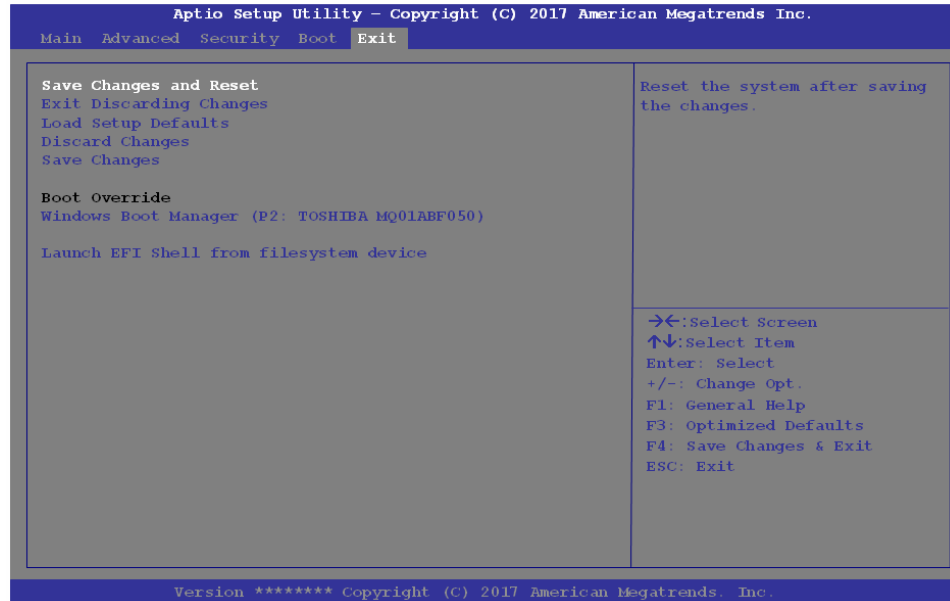 Aptio Setup Utility – Copyright (C) 2017 American Megatrends Inc.
Main Advanced Security Boot Exit
Save Changes and Reset
Exit Discarding Changes
Load Setup Defaults
Discard Changes
Save Changes
Boot Override
Windows Boot Manager (P2: TOSHIBA MQ01ABF050)
Launch EFI Shell from filesystem device
Reset the system after saving
the changes.
→←:Select Screen
↑↓:Select Item
Enter: Select
+/-: Change Opt.
F1: General Help
F3: Optimized Defaults
F4: Save Changes & Exit
ESC: Exit
Version ******** Copyright (C) 2017 American Megatrends. Inc.